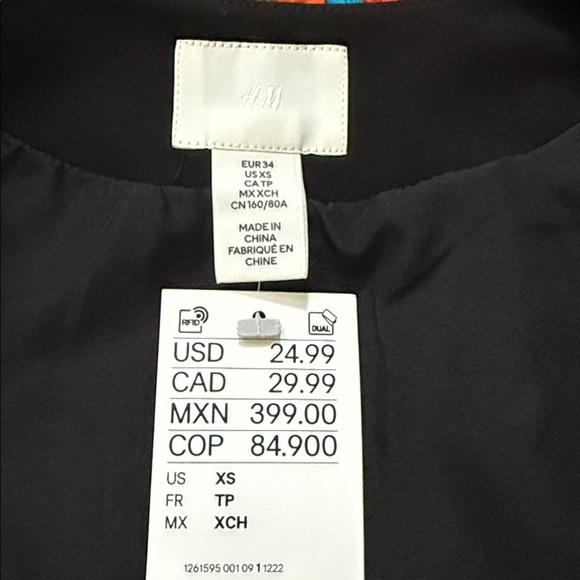 H&M
EUR 34
US XS
CA TP
MX XCH
CN 160/80A
MADE IN
CHINA
FABRIQUÉ EN
CHINE
RFID
DUAL
USD 24.99
CAD 29.99
MXN 399.00
COP 84.900
US XS
FR TP
MX XCH
1261595 001 09 1 1222